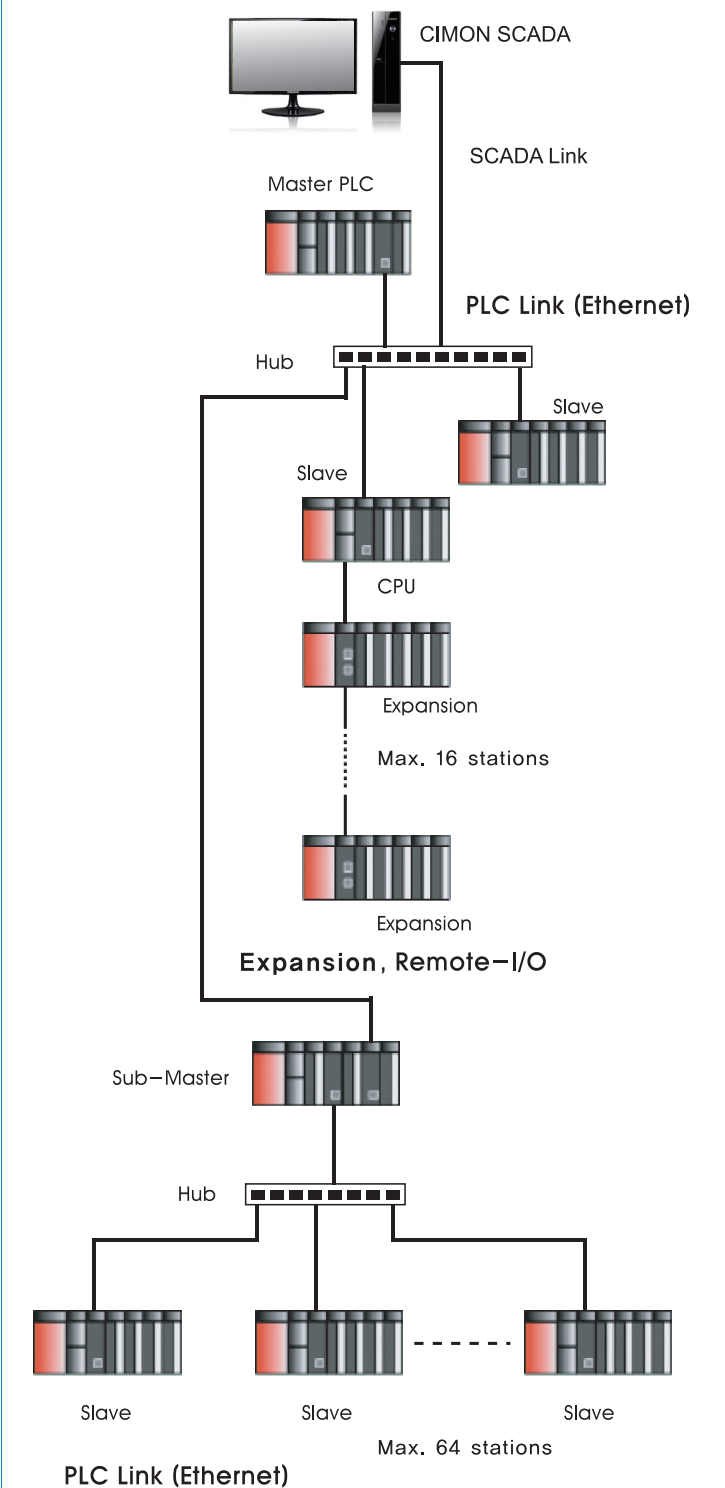 CIMON SCADA
SCADA Link
Master PLC
PLC Link (Ethernet)
Hub
Slave
Slave
CPU
Expansion
Max. 16 stations
Expansion
Expansion, Remote-I/O
Sub-Master
Hub
Slave Slave Slave
Max. 64 stations
PLC Link (Ethernet)